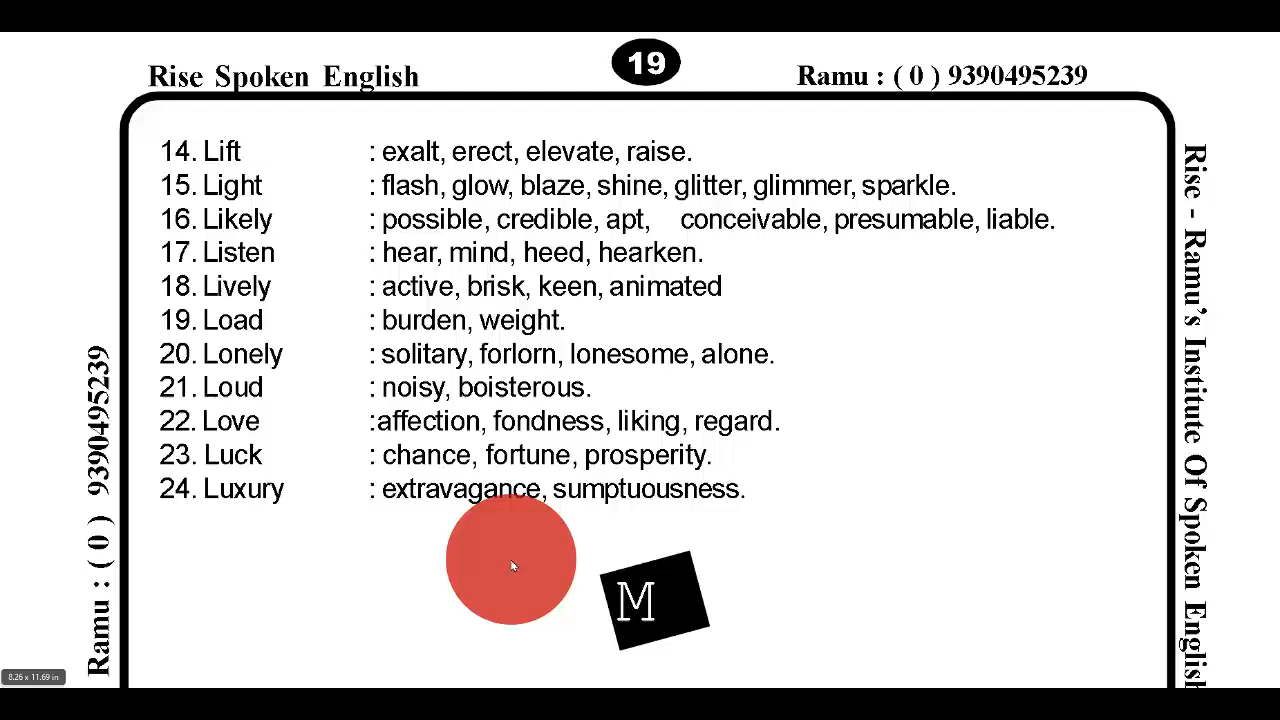 19
Rise Spoken English
Ramu : ( 0 ) 9390495239
14. Lift : exalt, erect, elevate, raise.
15. Light : flash, glow, blaze, shine, glitter, glimmer, sparkle.
16. Likely : possible, credible, apt, conceivable, presumable, liable.
17. Listen : hear, mind, heed, hearken.
18. Lively : active, brisk, keen, animated
19. Load : burden, weight.
20. Lonely : solitary, forlorn, lonesome, alone.
21. Loud : noisy, boisterous.
22. Love :affection, fondness, liking, regard.
23. Luck : chance, fortune, prosperity.
24. Luxury : extravagance, sumptuousness.
M
Ramu : ( 0 ) 9390495239
Rise - Ramu's Institute Of Spoken English
8.26 x 11.69 in